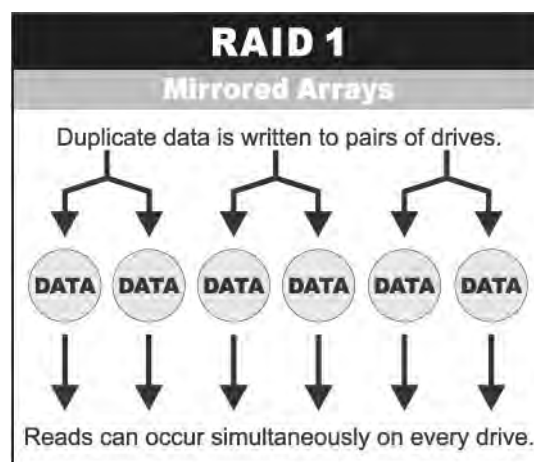 RAID 1
Mirrored Arrays
Duplicate data is written to pairs of drives.
DATA DATA DATA DATA DATA DATA
Reads can occur simultaneously on every drive.